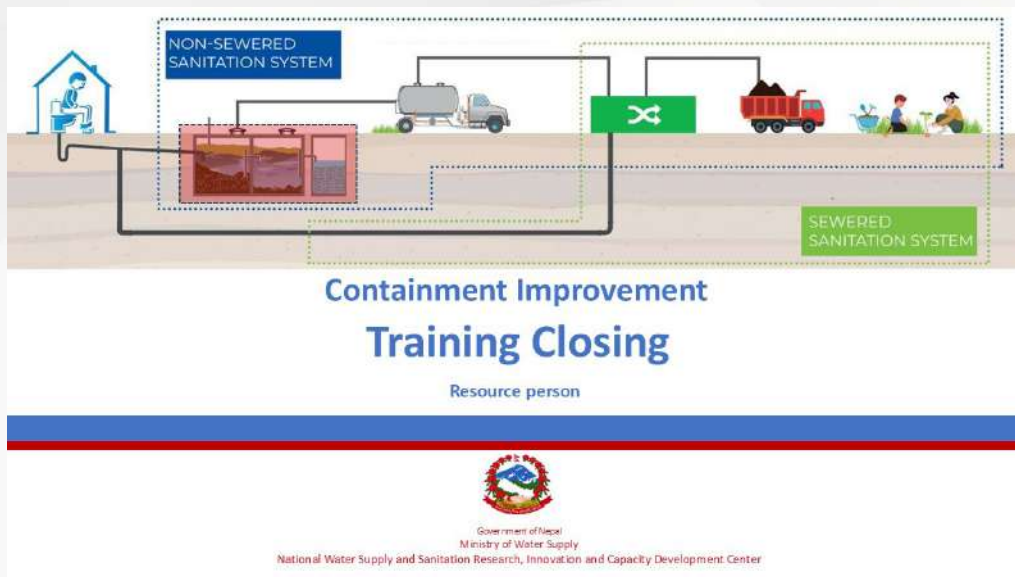 NON-SEWERED
SANITATION SYSTEM
SEWERED
SANITATION SYSTEM
Containment Improvement
Training Closing
Resource person
Government of Nepal
Ministry of Water Supply
National Water Supply and Sanitation Research, Innovation and Capacity Development Center